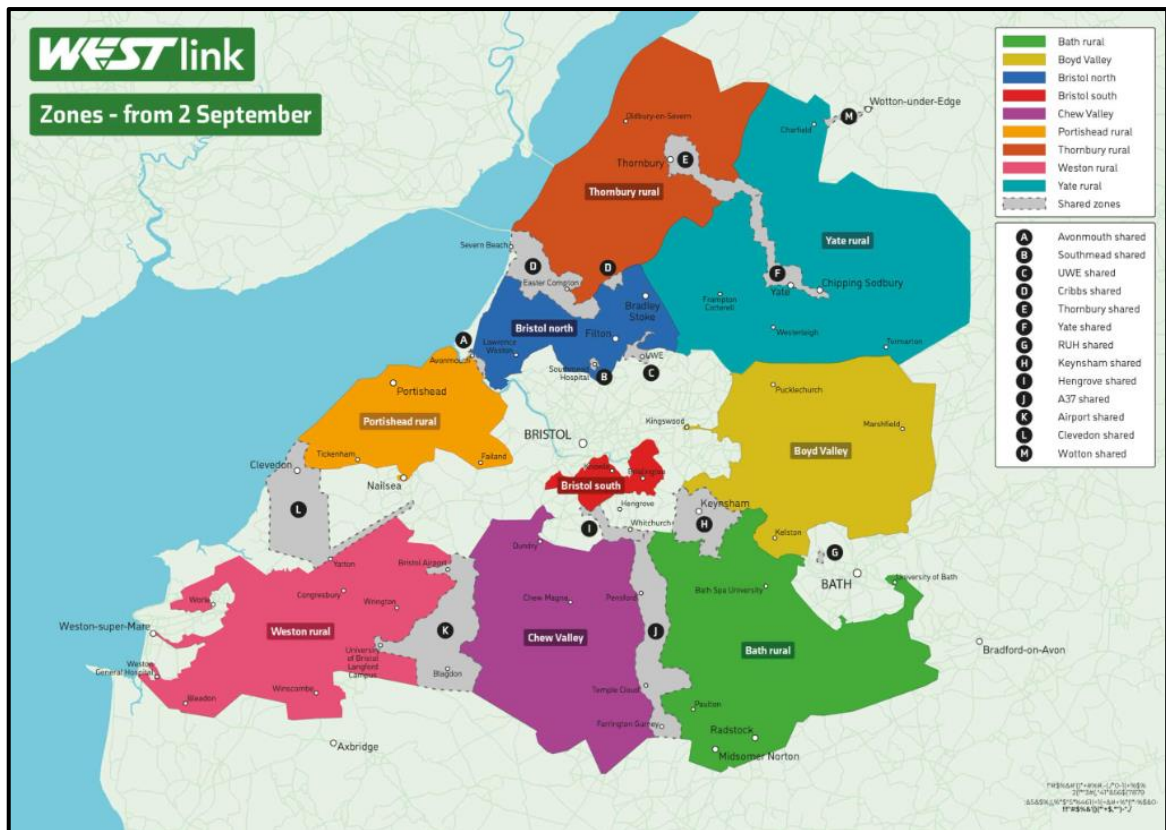 WEST link
Zones - from 2 September
Bath rural
Boyd Valley
Bristol north
Bristol south
Chew Valley
Portishead rural
Thornbury rural
Weston rural
Yate rural
Shared zones
A Avonmouth shared
B Southmead shared
C UWE shared
D Cribbs shared
E Thornbury shared
F Yate shared
G RUH shared
H Keynsham shared
I Hengrove shared
J A37 shared
K Airport shared
L Clevedon shared
M Wotton shared
Wotton-under-Edge
M
Charfield
Oldbury-on-Severn
Thornbury
E
Thornbury rural
Yate rural
Severn Beach
D
D
Easter Compton
F
Yate
Chipping Sodbury
Frampton
Cotterell
Bradley
Stoke
Bristol north
Filton
Westerleigh
Tormarton
A
Avonmouth
Lawrence
Weston
UWE
Southmead
Hospital
B
C
Portishead
Pucklechurch
Portishead rural
Kingswood
Marshfield
BRISTOL
Boyd Valley
Tickenham
Failand
Clevedon
Nailsea
Knowle
Brislington
Bristol south
L
Hengrove
Keynsham
I
Whitchurch
H
Kelston
Dundry
G
Yatton
Bristol Airport
BATH
University of Bath
Congresbury
Wrington
Chew Magna
Pensford
Bath Spa University
Worle
Weston-super-Mare
Weston rural
K
Chew Valley
J
Bath rural
Bradford-on-Avon
University
of Bristol
Langford
Campus
Weston
General Hospital
Blagdon
Bleadon
Winscombe
Temple Cloud
Paulton
Farrington Gurney
Radstock
Midsomer Norton
Axbridge